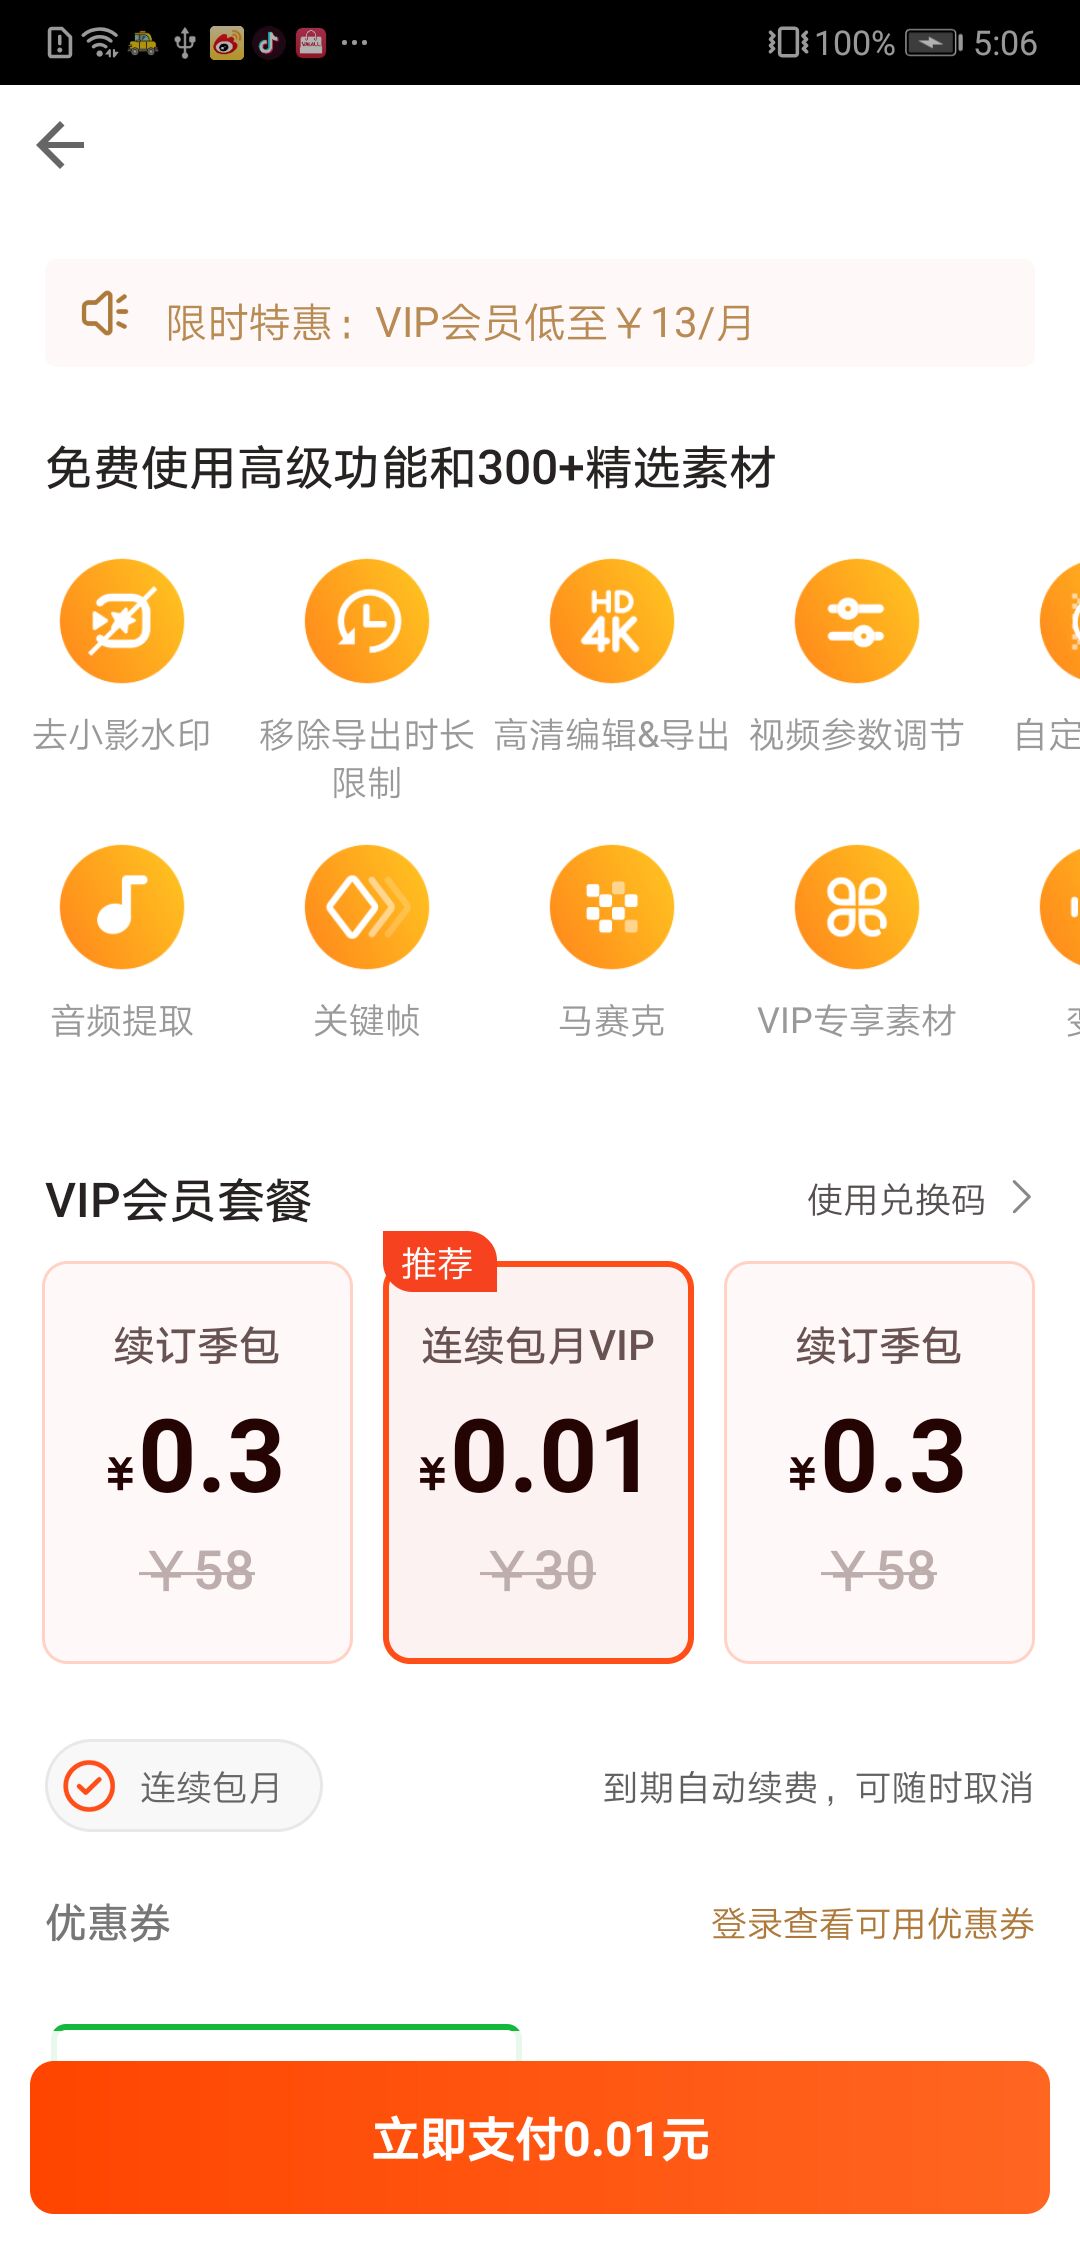 100% 5:06
限时特惠：VIP会员低至￥13/月
免费使用高级功能和300+精选素材
HD
4K
去小影水印
移除导出时长
限制
高清编辑&导出
视频参数调节
自定
音频提取
关键帧
马赛克
VIP专享素材
VIP会员套餐
使用兑换码
推荐
续订季包
¥0.3
￥58
连续包月VIP
¥0.01
￥30
续订季包
¥0.3
￥58
连续包月
到期自动续费，可随时取消
优惠券
登录查看可用优惠券
立即支付0.01元